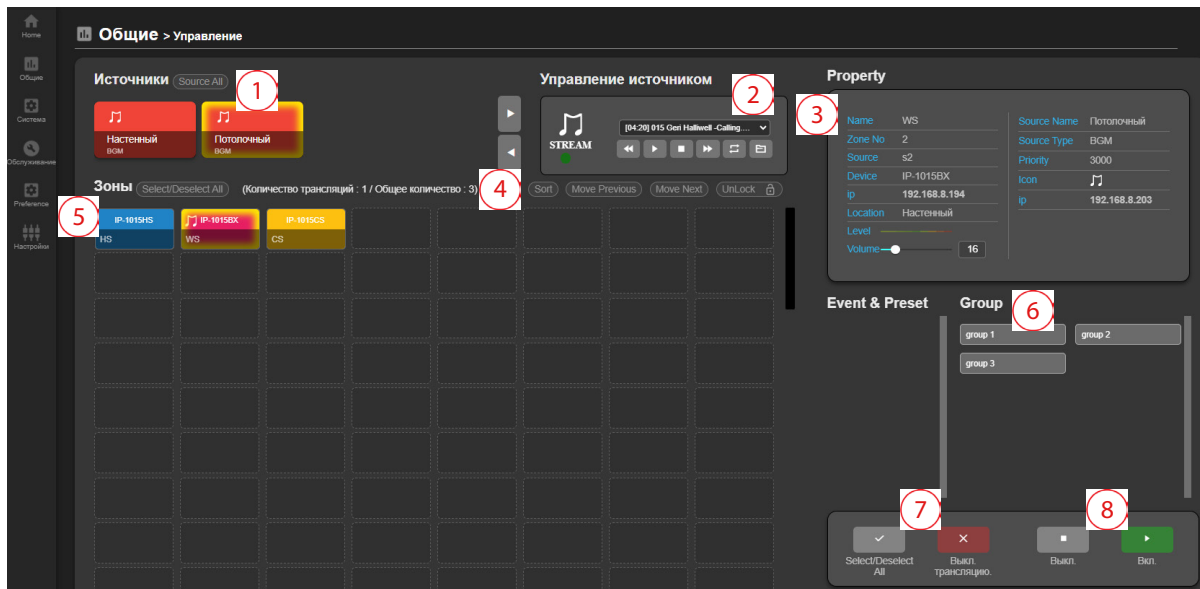 Home
Общие
Система
Обслуживание
Preference
Настройки
Общие > Управление
Источники Source All
1
Настенный
BGM
Потолочный
BGM
Управление источником
2
STREAM
[04:20] 015 Geri Halliwell -Calling....
Зоны Select/Deselect All (Количество трансляций : 1 / Общее количество : 3)
4
Sort Move Previous Move Next UnLock
5
IP-1015HS
HS
IP-1015BX
WS
IP-1015CS
CS
Property
3
Name WS
Zone No 2
Source s2
Device IP-1015BX
ip 192.168.8.194
Location Настенный
Level
Volume 16
Source Name Потолочный
Source Type BGM
Priority 3000
Icon
ip 192.168.8.203
Event & Preset
Group
6
group 1
group 2
group 3
7
8
Select/Deselect
All
Выкл.
трансляцию.
Выкл.
Вкл.